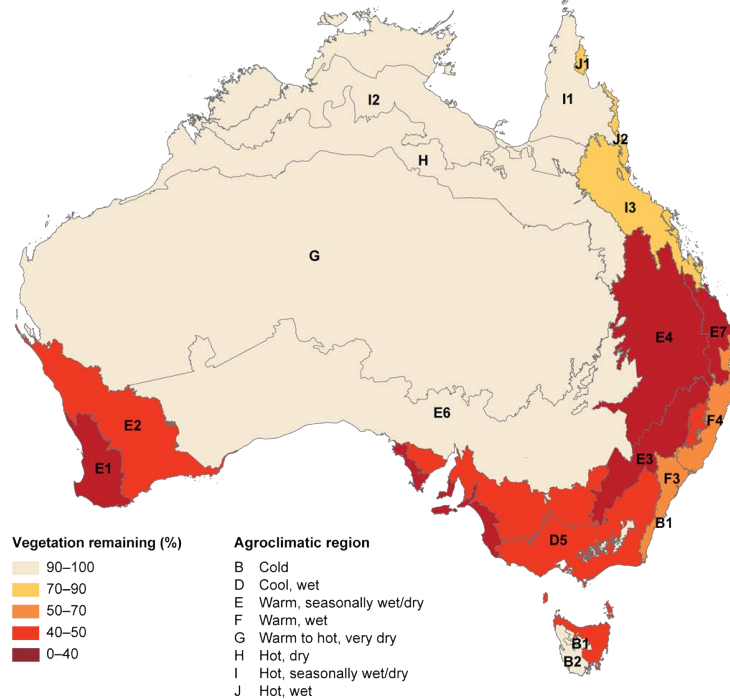 J1
I1
I2
J2
H
I3
G
E4
E7
E6
F4
E2
E3
E1
F3
B1
D5
B1
B2
Vegetation remaining (%)
90–100
70–90
50–70
40–50
0–40
Agroclimatic region
B Cold
D Cool, wet
E Warm, seasonally wet/dry
F Warm, wet
G Warm to hot, very dry
H Hot, dry
I Hot, seasonally wet/dry
J Hot, wet